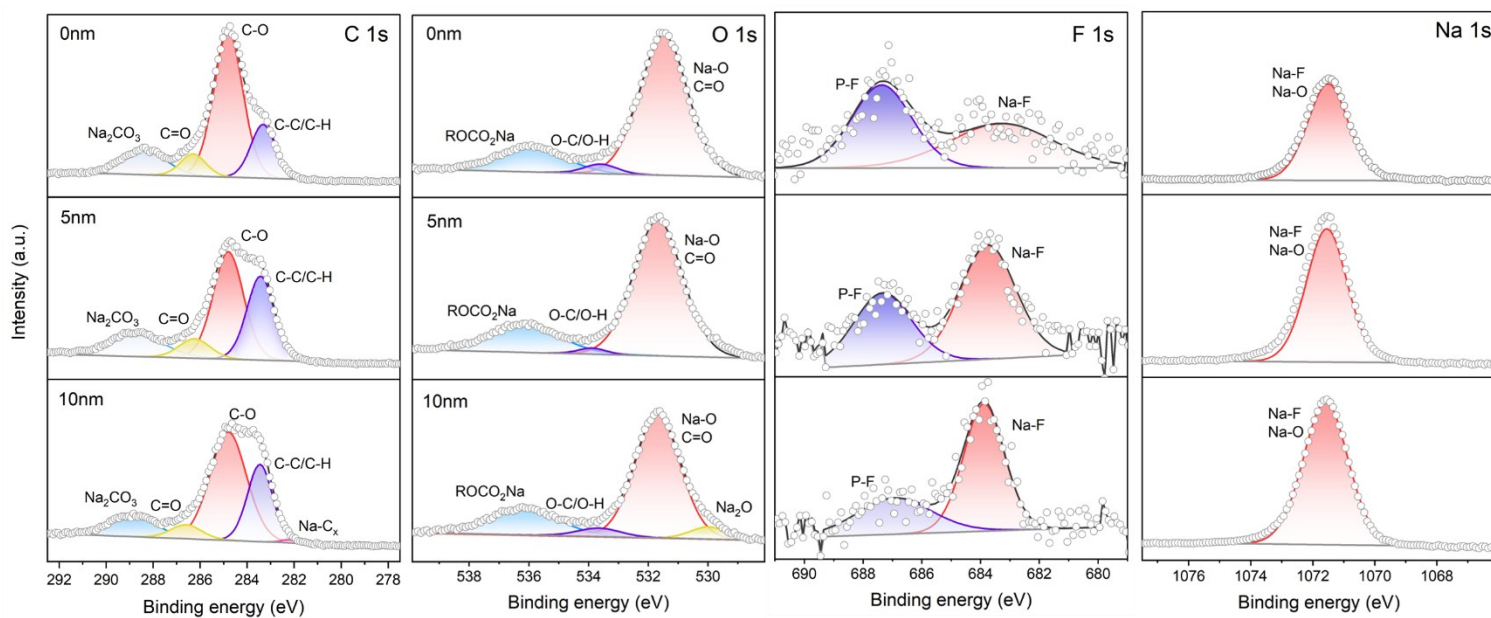 Intensity (a.u.)
0nm
C 1s
C-O
Na₂CO₃
C=O
C-C/C-H
5nm
C-O
C-C/C-H
Na₂CO₃
C=O
10nm
C-O
C-C/C-H
Na₂CO₃
C=O
Na-Cₓ
292 290 288 286 284 282 280 278
Binding energy (eV)
0nm
O 1s
Na-O
C=O
ROCO₂Na
O-C/O-H
5nm
Na-O
C=O
ROCO₂Na
O-C/O-H
10nm
Na-O
C=O
ROCO₂Na
O-C/O-H
Na₂O
538 536 534 532 530
Binding energy (eV)
F 1s
P-F
Na-F
P-F
Na-F
Na-F
P-F
690 688 686 684 682 680
Binding energy (eV)
Na 1s
Na-F
Na-O
Na-F
Na-O
Na-F
Na-O
1076 1074 1072 1070 1068
Binding energy (eV)